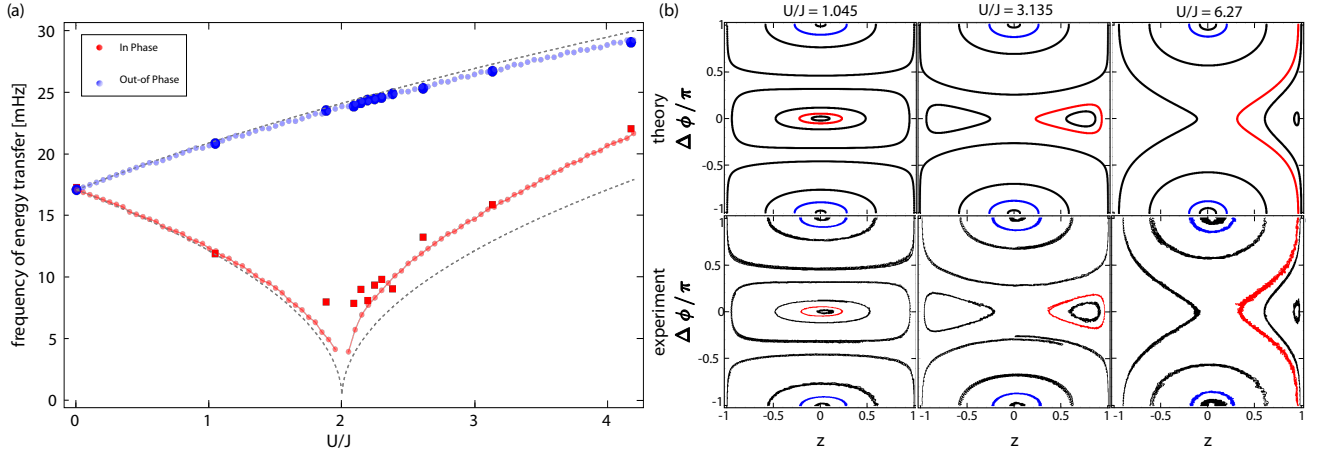 (a)
frequency of energy transfer [mHz]
30
25
20
15
10
5
0
In Phase
Out-of Phase
0 1 2 3 4
U/J
(b)
U/J = 1.045 U/J = 3.135 U/J = 6.27
theory
Δ ϕ / π
1
0.5
0
-0.5
-1
experiment
Δ ϕ / π
1
0.5
0
-0.5
-1
-1 -0.5 0 0.5 -1 -0.5 0 0.5 -1 -0.5 0 0.5 1
z z z